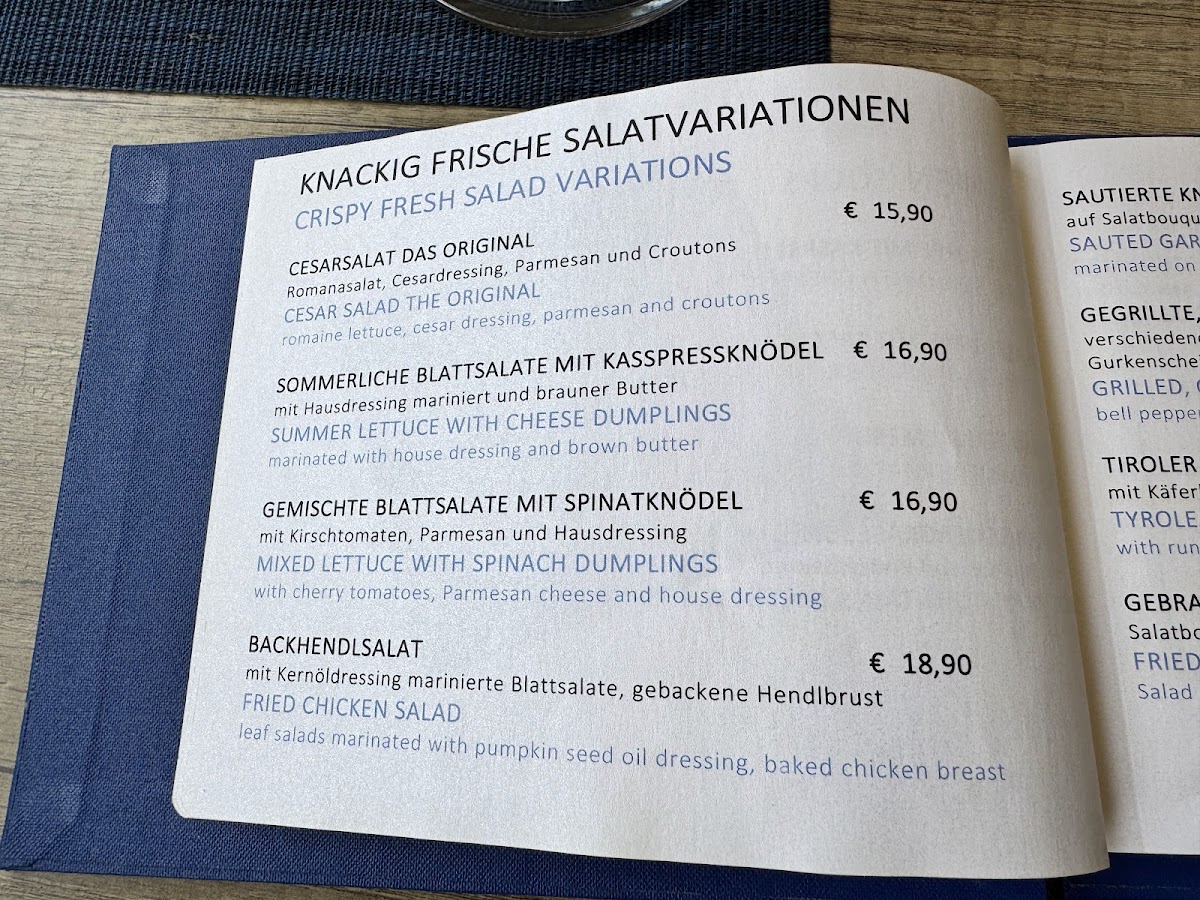 KNACKIG FRISCHE SALATVARIATIONEN
CRISPY FRESH SALAD VARIATIONS
CESARSALAT DAS ORIGINAL € 15,90
Romanasalat, Cesardressing, Parmesan und Croutons
CESAR SALAD THE ORIGINAL
romaine lettuce, cesar dressing, parmesan and croutons
SOMMERLICHE BLATTSALATE MIT KASSPRESSKNÖDEL € 16,90
mit Hausdressing mariniert und brauner Butter
SUMMER LETTUCE WITH CHEESE DUMPLINGS
marinated with house dressing and brown butter
GEMISCHTE BLATTSALATE MIT SPINATKNÖDEL € 16,90
mit Kirschtomaten, Parmesan und Hausdressing
MIXED LETTUCE WITH SPINACH DUMPLINGS
with cherry tomatoes, Parmesan cheese and house dressing
BACKHENDLSALAT € 18,90
mit Kernöldressing marinierte Blattsalate, gebackene Hendlbrust
FRIED CHICKEN SALAD
leaf salads marinated with pumpkin seed oil dressing, baked chicken breast
SAUTIERTE
auf
SAUTED
marinated on
GEGRILLTE,
GRILLED,
bell
TIROLER
mit
with
FRIED
Salad